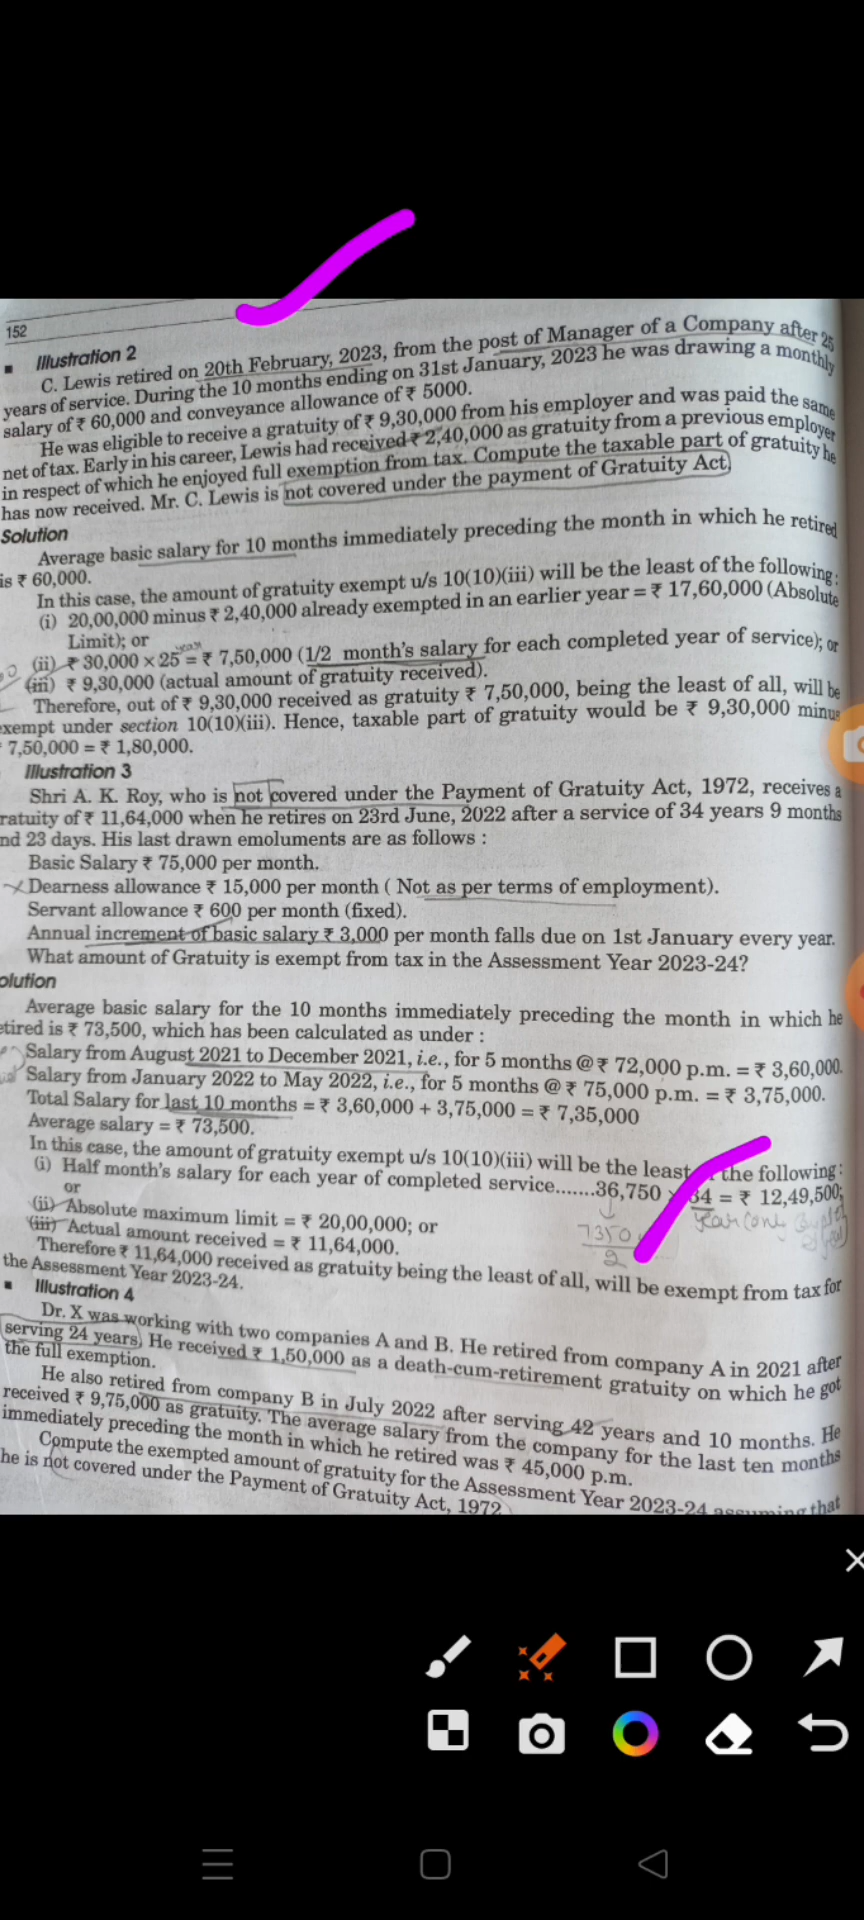 152
Illustration 2
C. Lewis retired on 20th February, 2023, from the post of Manager of a Company after 25
years of service. During the 10 months ending on 31st January, 2023 he was drawing a monthly
salary of ₹ 60,000 and conveyance allowance of ₹ 5000.
He was eligible to receive a gratuity of ₹ 9,30,000 from his employer and was paid the same
net of tax. Early in his career, Lewis had received ₹ 2,40,000 as gratuity from a previous employer
in respect of which he enjoyed full exemption from tax. Compute the taxable part of gratuity he
has now received. Mr. C. Lewis is not covered under the payment of Gratuity Act.
Solution
Average basic salary for 10 months immediately preceding the month in which he retired
is ₹ 60,000.
In this case, the amount of gratuity exempt u/s 10(10)(iii) will be the least of the following:
(i) 20,00,000 minus ₹ 2,40,000 already exempted in an earlier year = ₹ 17,60,000 (Absolute
Limit); or
year
(ii) ₹ 30,000 × 25 = ₹ 7,50,000 (1/2 month's salary for each completed year of service); or
(iii) ₹ 9,30,000 (actual amount of gratuity received).
Therefore, out of ₹ 9,30,000 received as gratuity ₹ 7,50,000, being the least of all, will be
exempt under section 10(10)(iii). Hence, taxable part of gratuity would be ₹ 9,30,000 minus
7,50,000 = ₹ 1,80,000.
Illustration 3
Shri A. K. Roy, who is not covered under the Payment of Gratuity Act, 1972, receives a
ratuity of ₹ 11,64,000 when he retires on 23rd June, 2022 after a service of 34 years 9 months
nd 23 days. His last drawn emoluments are as follows :
Basic Salary ₹ 75,000 per month.
Dearness allowance ₹ 15,000 per month ( Not as per terms of employment).
Servant allowance ₹ 600 per month (fixed).
Annual increment of basic salary ₹ 3,000 per month falls due on 1st January every year.
What amount of Gratuity is exempt from tax in the Assessment Year 2023-24?
olution
Average basic salary for the 10 months immediately preceding the month in which he
etired is ₹ 73,500, which has been calculated as under :
Salary from August 2021 to December 2021, i.e., for 5 months @ ₹ 72,000 p.m. = ₹ 3,60,000.
Salary from January 2022 to May 2022, i.e., for 5 months @ ₹ 75,000 p.m. = ₹ 3,75,000.
Total Salary for last 10 months = ₹ 3,60,000 + 3,75,000 = ₹ 7,35,000
Average salary = ₹ 73,500.
In this case, the amount of gratuity exempt u/s 10(10)(iii) will be the least the following:
(i) Half month's salary for each year of completed service.......36,750 × 34 = ₹ 12,49,500;
or
(ii) Absolute maximum limit = ₹ 20,00,000; or
(iii) Actual amount received = ₹ 11,64,000.
7350
2
Therefore ₹ 11,64,000 received as gratuity being the least of all, will be exempt from tax for
the Assessment Year 2023-24.
Illustration 4
Dr. X was working with two companies A and B. He retired from company A in 2021 after
serving 24 years. He received ₹ 1,50,000 as a death-cum-retirement gratuity on which he got
the full exemption.
He also retired from company B in July 2022 after serving 42 years and 10 months. He
received ₹ 9,75,000 as gratuity. The average salary from the company for the last ten months
immediately preceding the month in which he retired was ₹ 45,000 p.m.
Compute the exempted amount of gratuity for the Assessment Year 2023-24 assuming that
he is not covered under the Payment of Gratuity Act, 1972